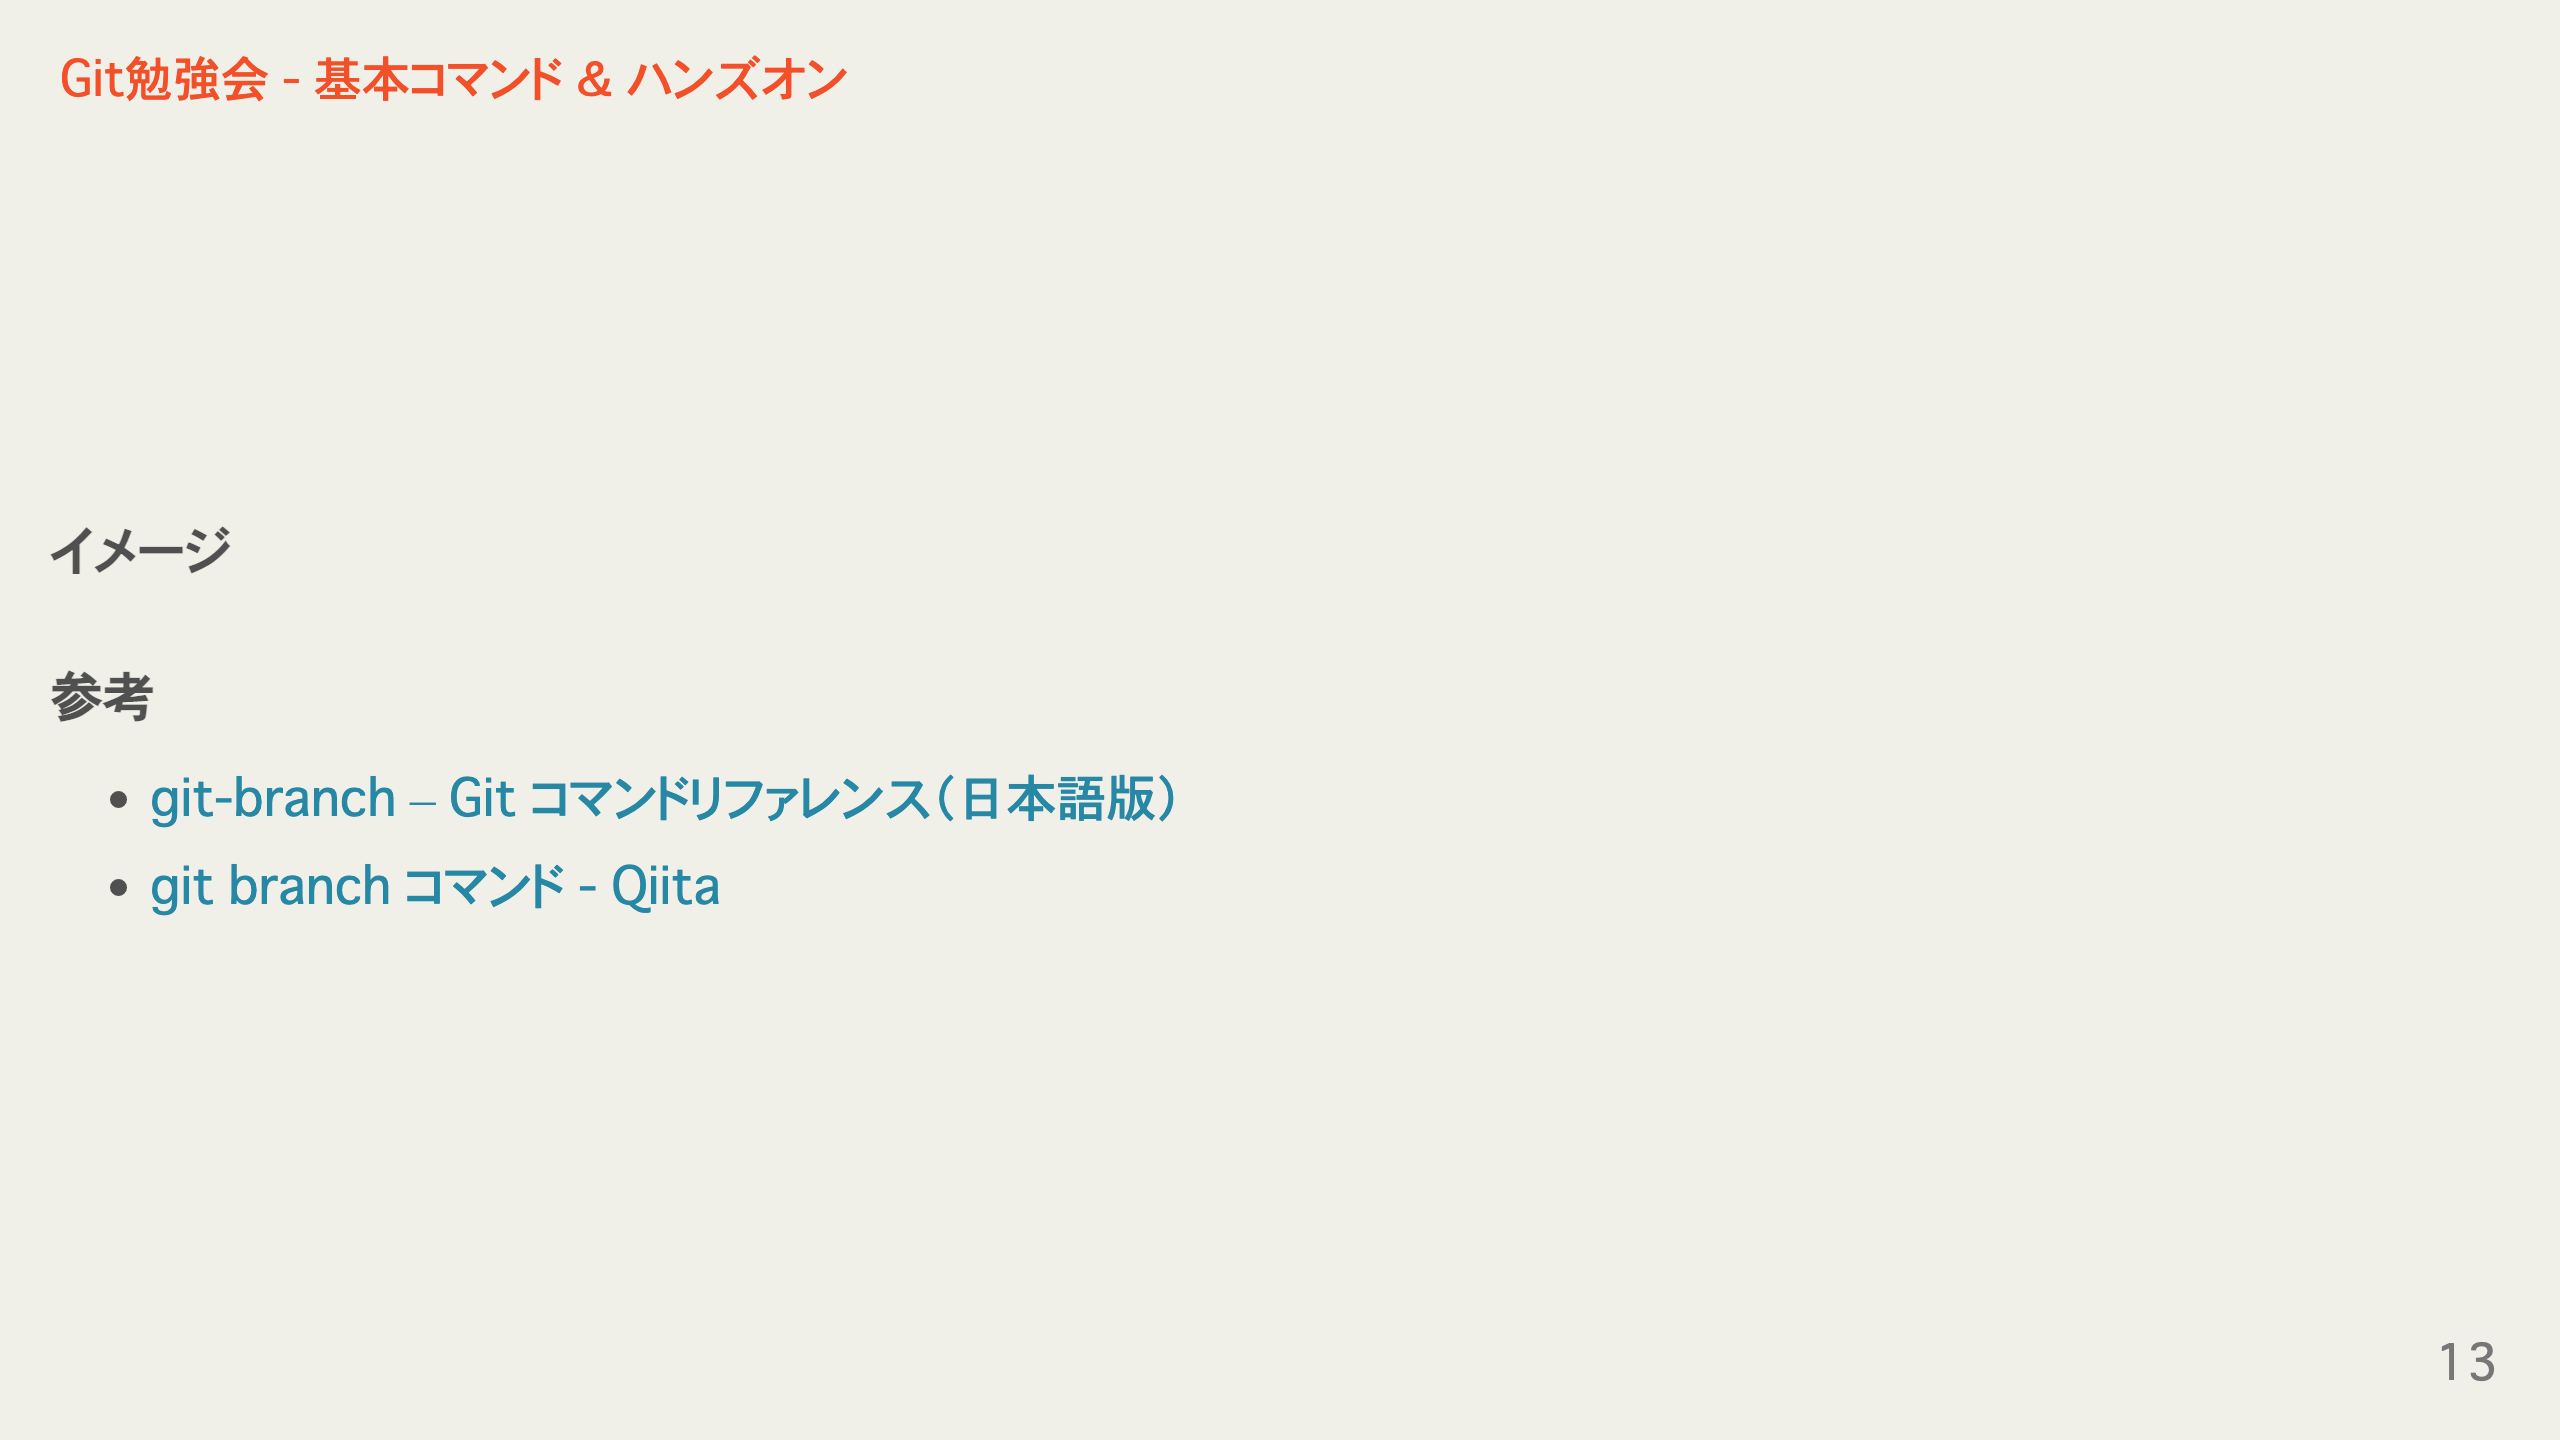 Git勉強会 - 基本コマンド & ハンズオン
イメージ
参考
• git-branch – Git コマンドリファレンス（日本語版）
• git branch コマンド - Qiita
13